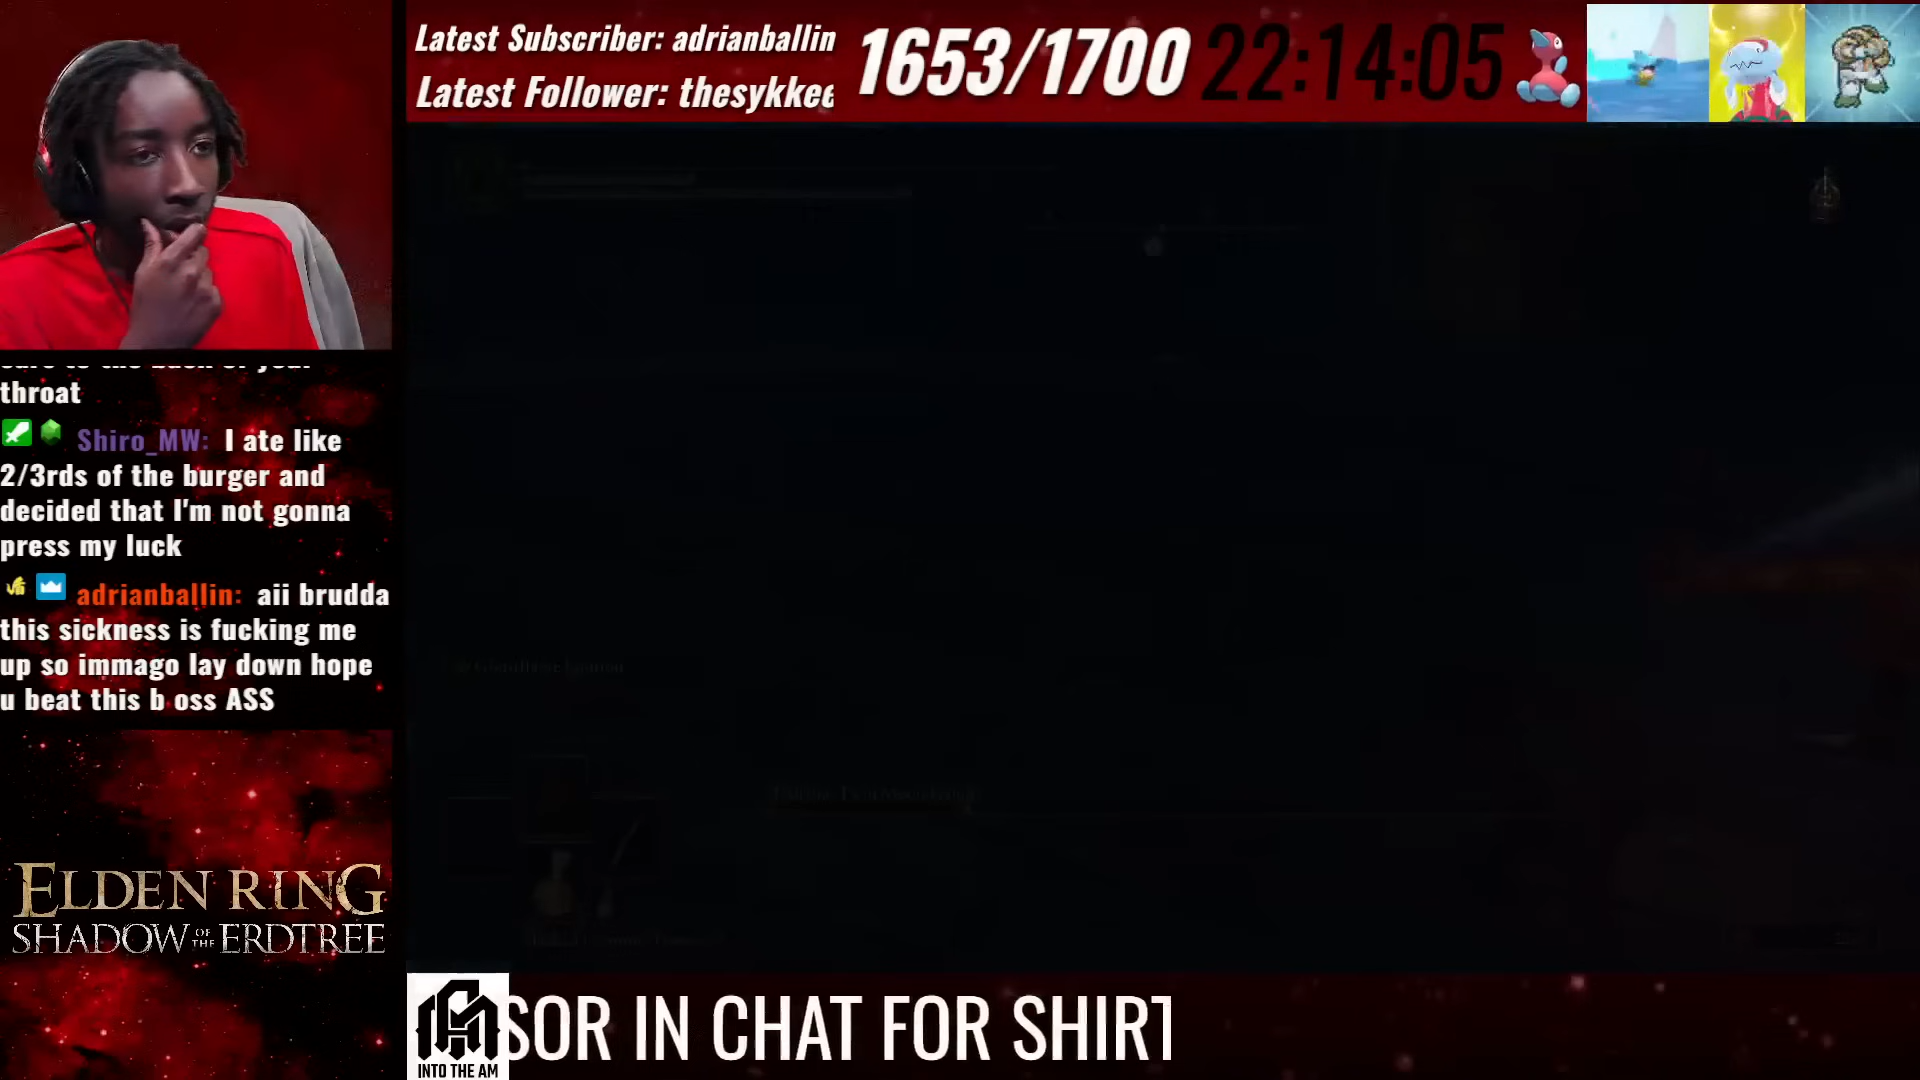 Latest Subscriber: adrianballin
Latest Follower: thesykkee
1653/1700
22:14:05
throat
Shiro_MW: I ate like
2/3rds of the burger and
decided that I'm not gonna
press my luck
adrianballin: aii brudda
this sickness is fucking me
up so immago lay down hope
u beat this b oss ASS
ELDEN RING
SHADOW OF THE ERDTREE
SOR IN CHAT FOR SHIRT
INTO THE AM